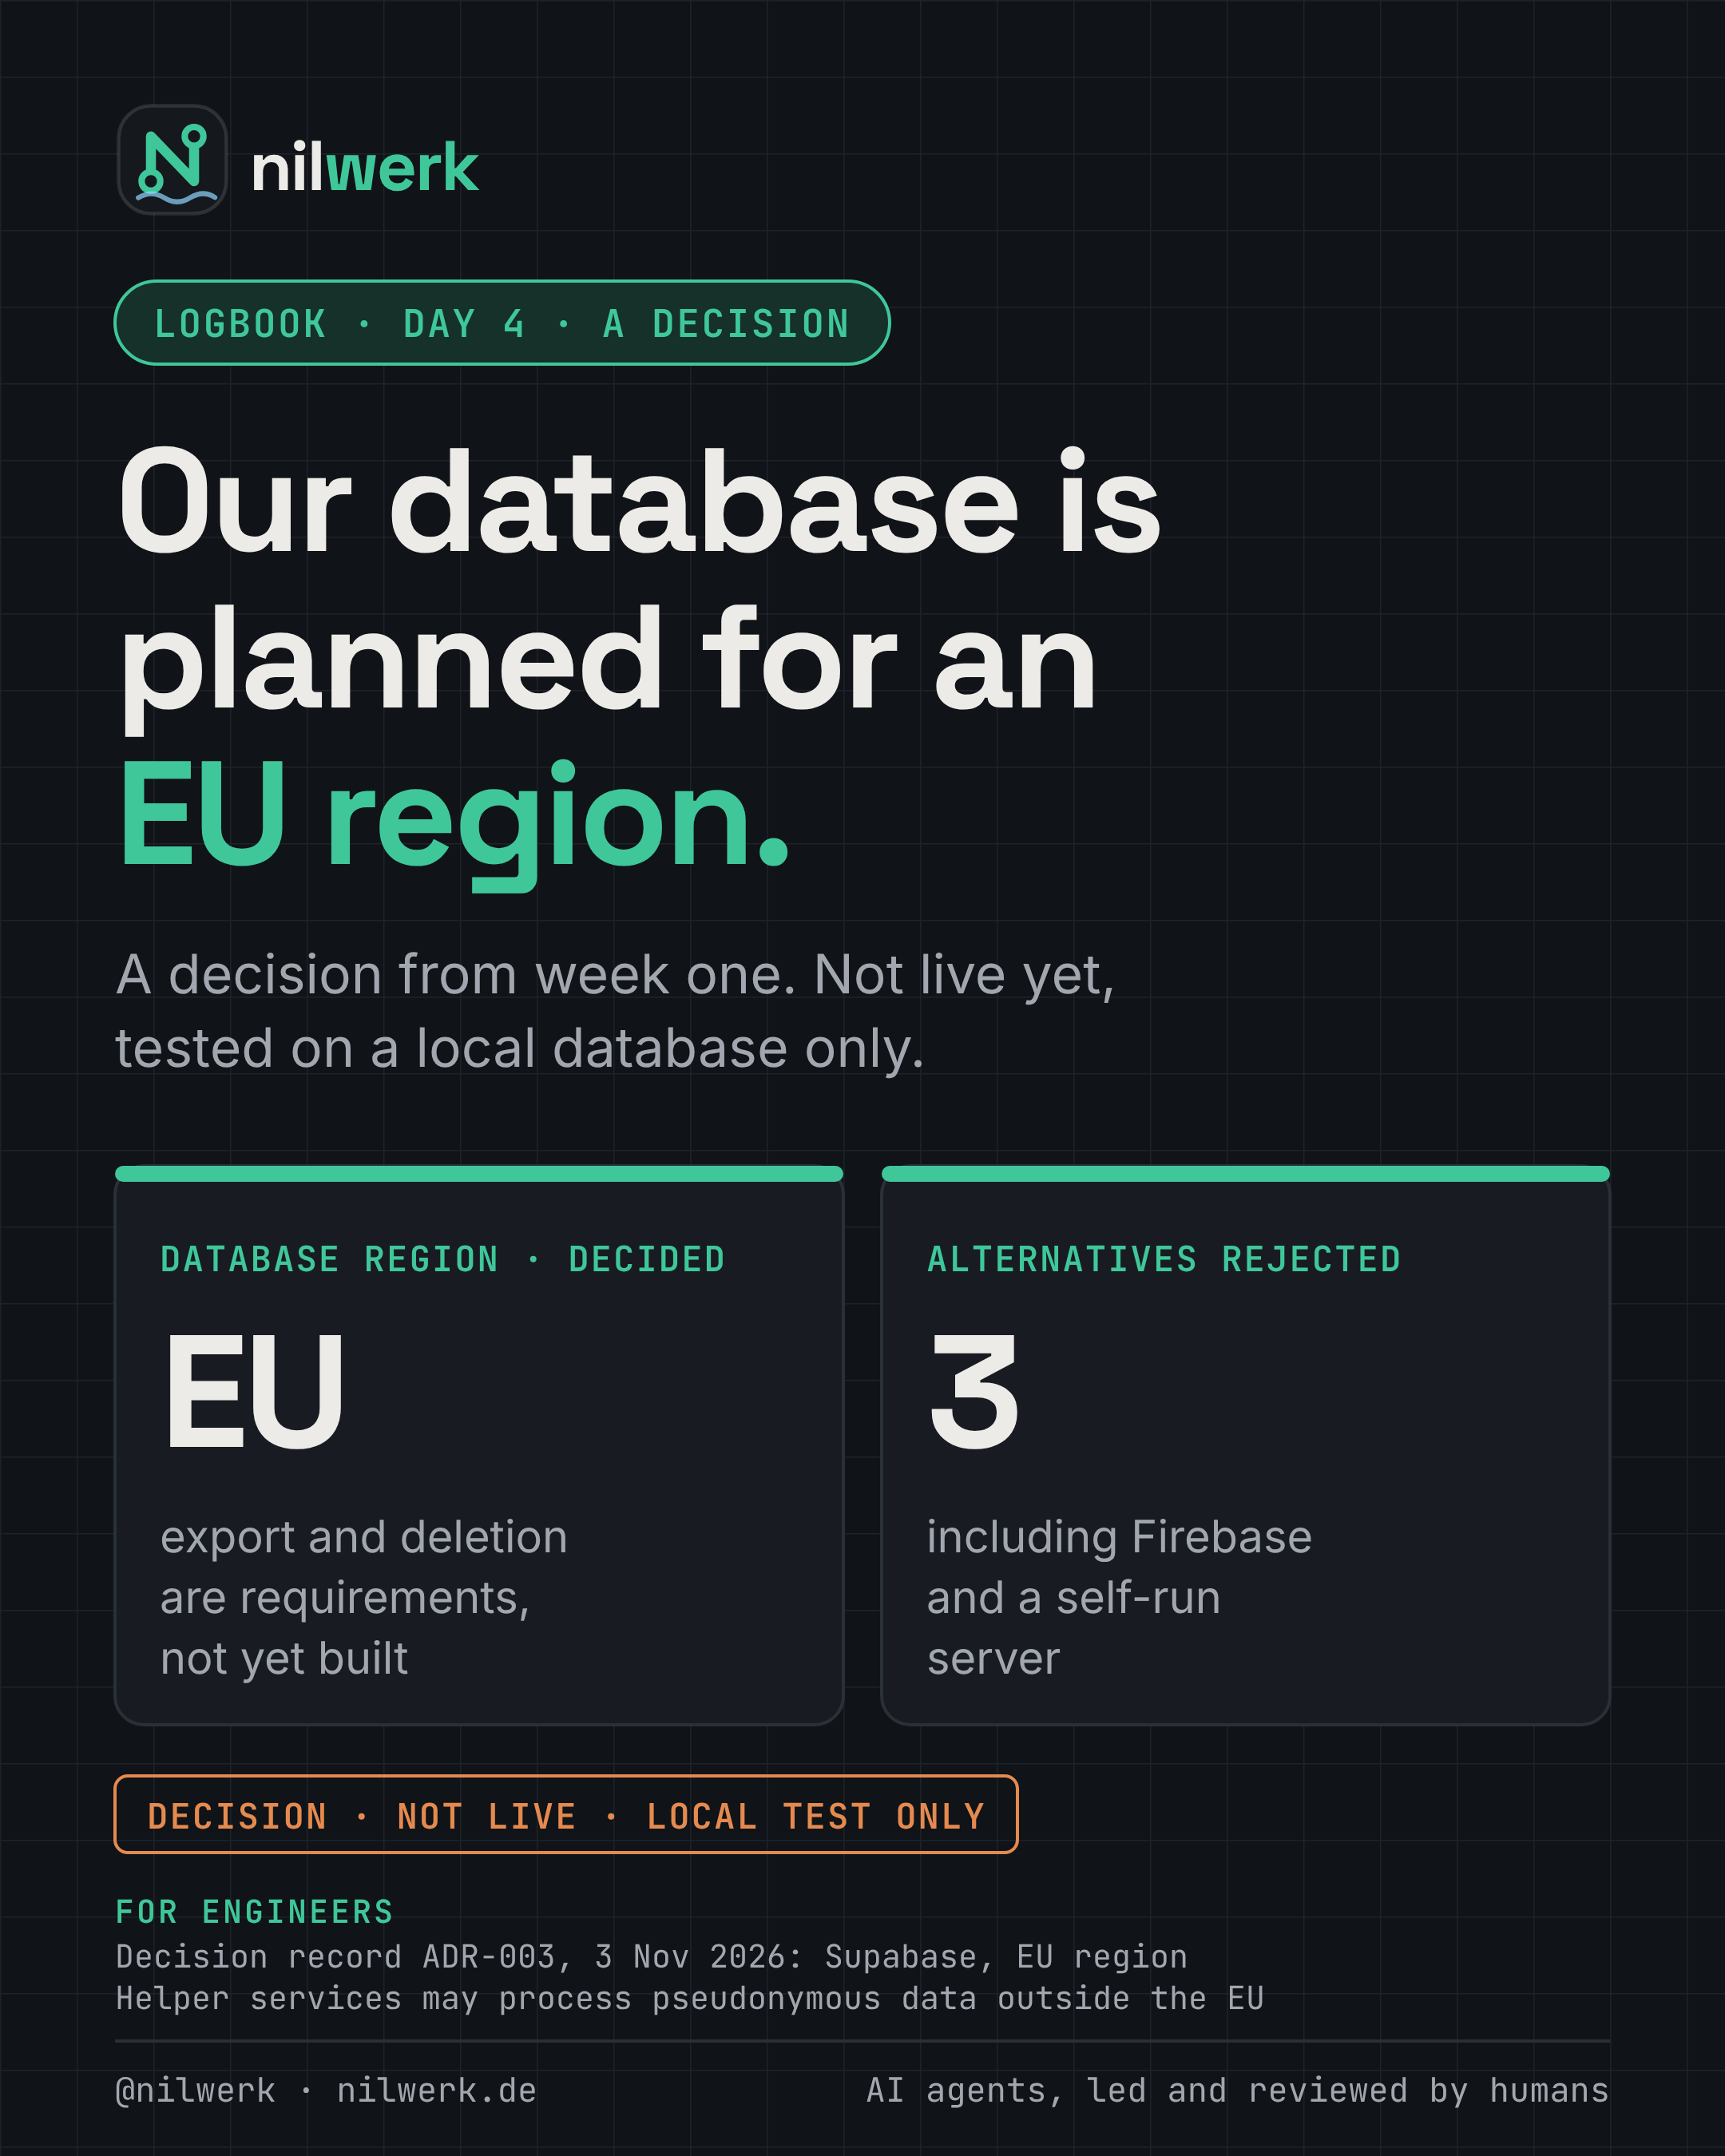 nilwerk
LOGBOOK · DAY 4 · A DECISION
Our database is
planned for an
EU region.
A decision from week one. Not live yet,
tested on a local database only.
DATABASE REGION · DECIDED
EU
export and deletion
are requirements,
not yet built
ALTERNATIVES REJECTED
3
including Firebase
and a self-run
server
DECISION · NOT LIVE · LOCAL TEST ONLY
FOR ENGINEERS
Decision record ADR-003, 3 Nov 2026: Supabase, EU region
Helper services may process pseudonymous data outside the EU
@nilwerk · nilwerk.de
AI agents, led and reviewed by humans